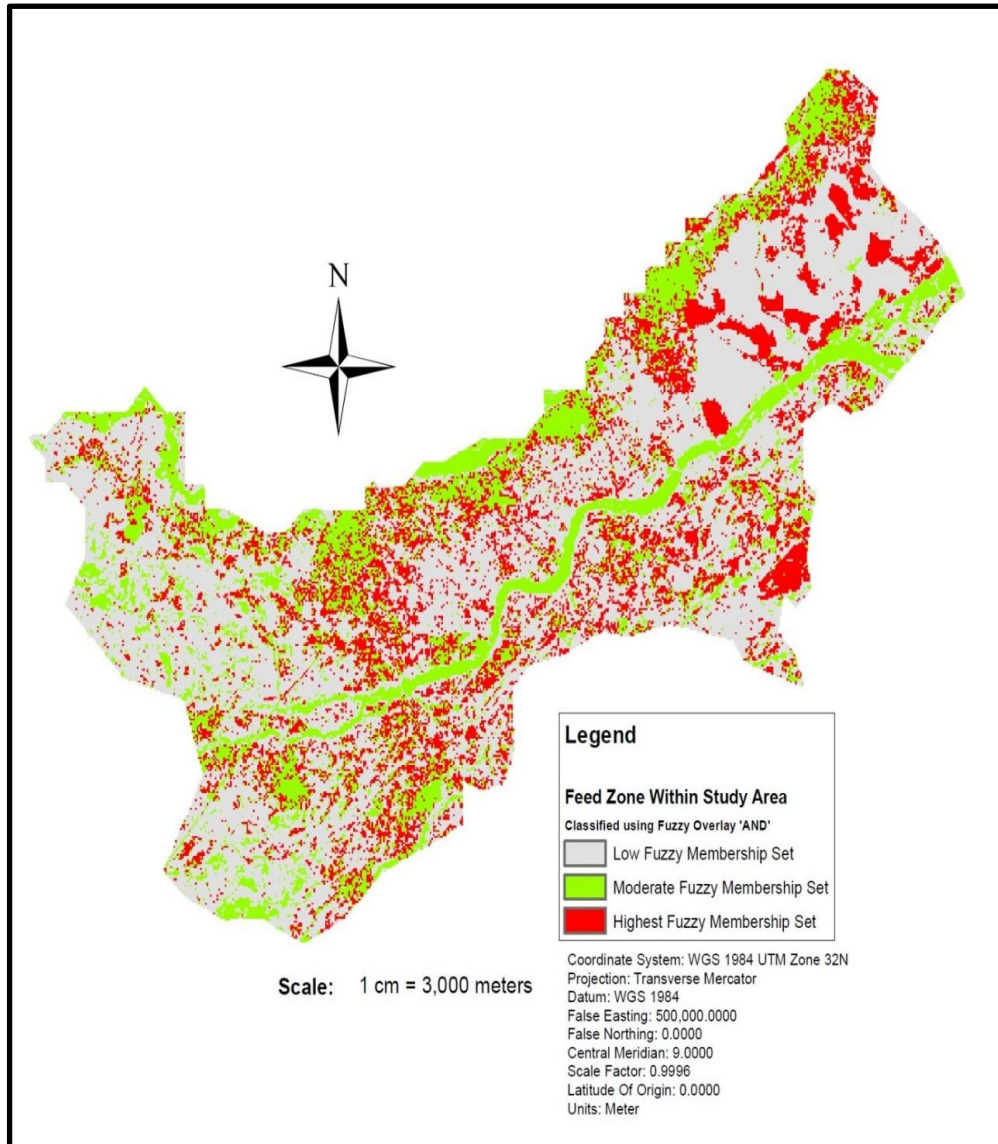 N
Legend
Feed Zone Within Study Area
Classified using Fuzzy Overlay 'AND'
Low Fuzzy Membership Set
Moderate Fuzzy Membership Set
Highest Fuzzy Membership Set
Coordinate System: WGS 1984 UTM Zone 32N
Projection: Transverse Mercator
Datum: WGS 1984
False Easting: 500,000.0000
False Northing: 0.0000
Central Meridian: 9.0000
Scale Factor: 0.9996
Latitude Of Origin: 0.0000
Units: Meter
Scale: 1 cm = 3,000 meters